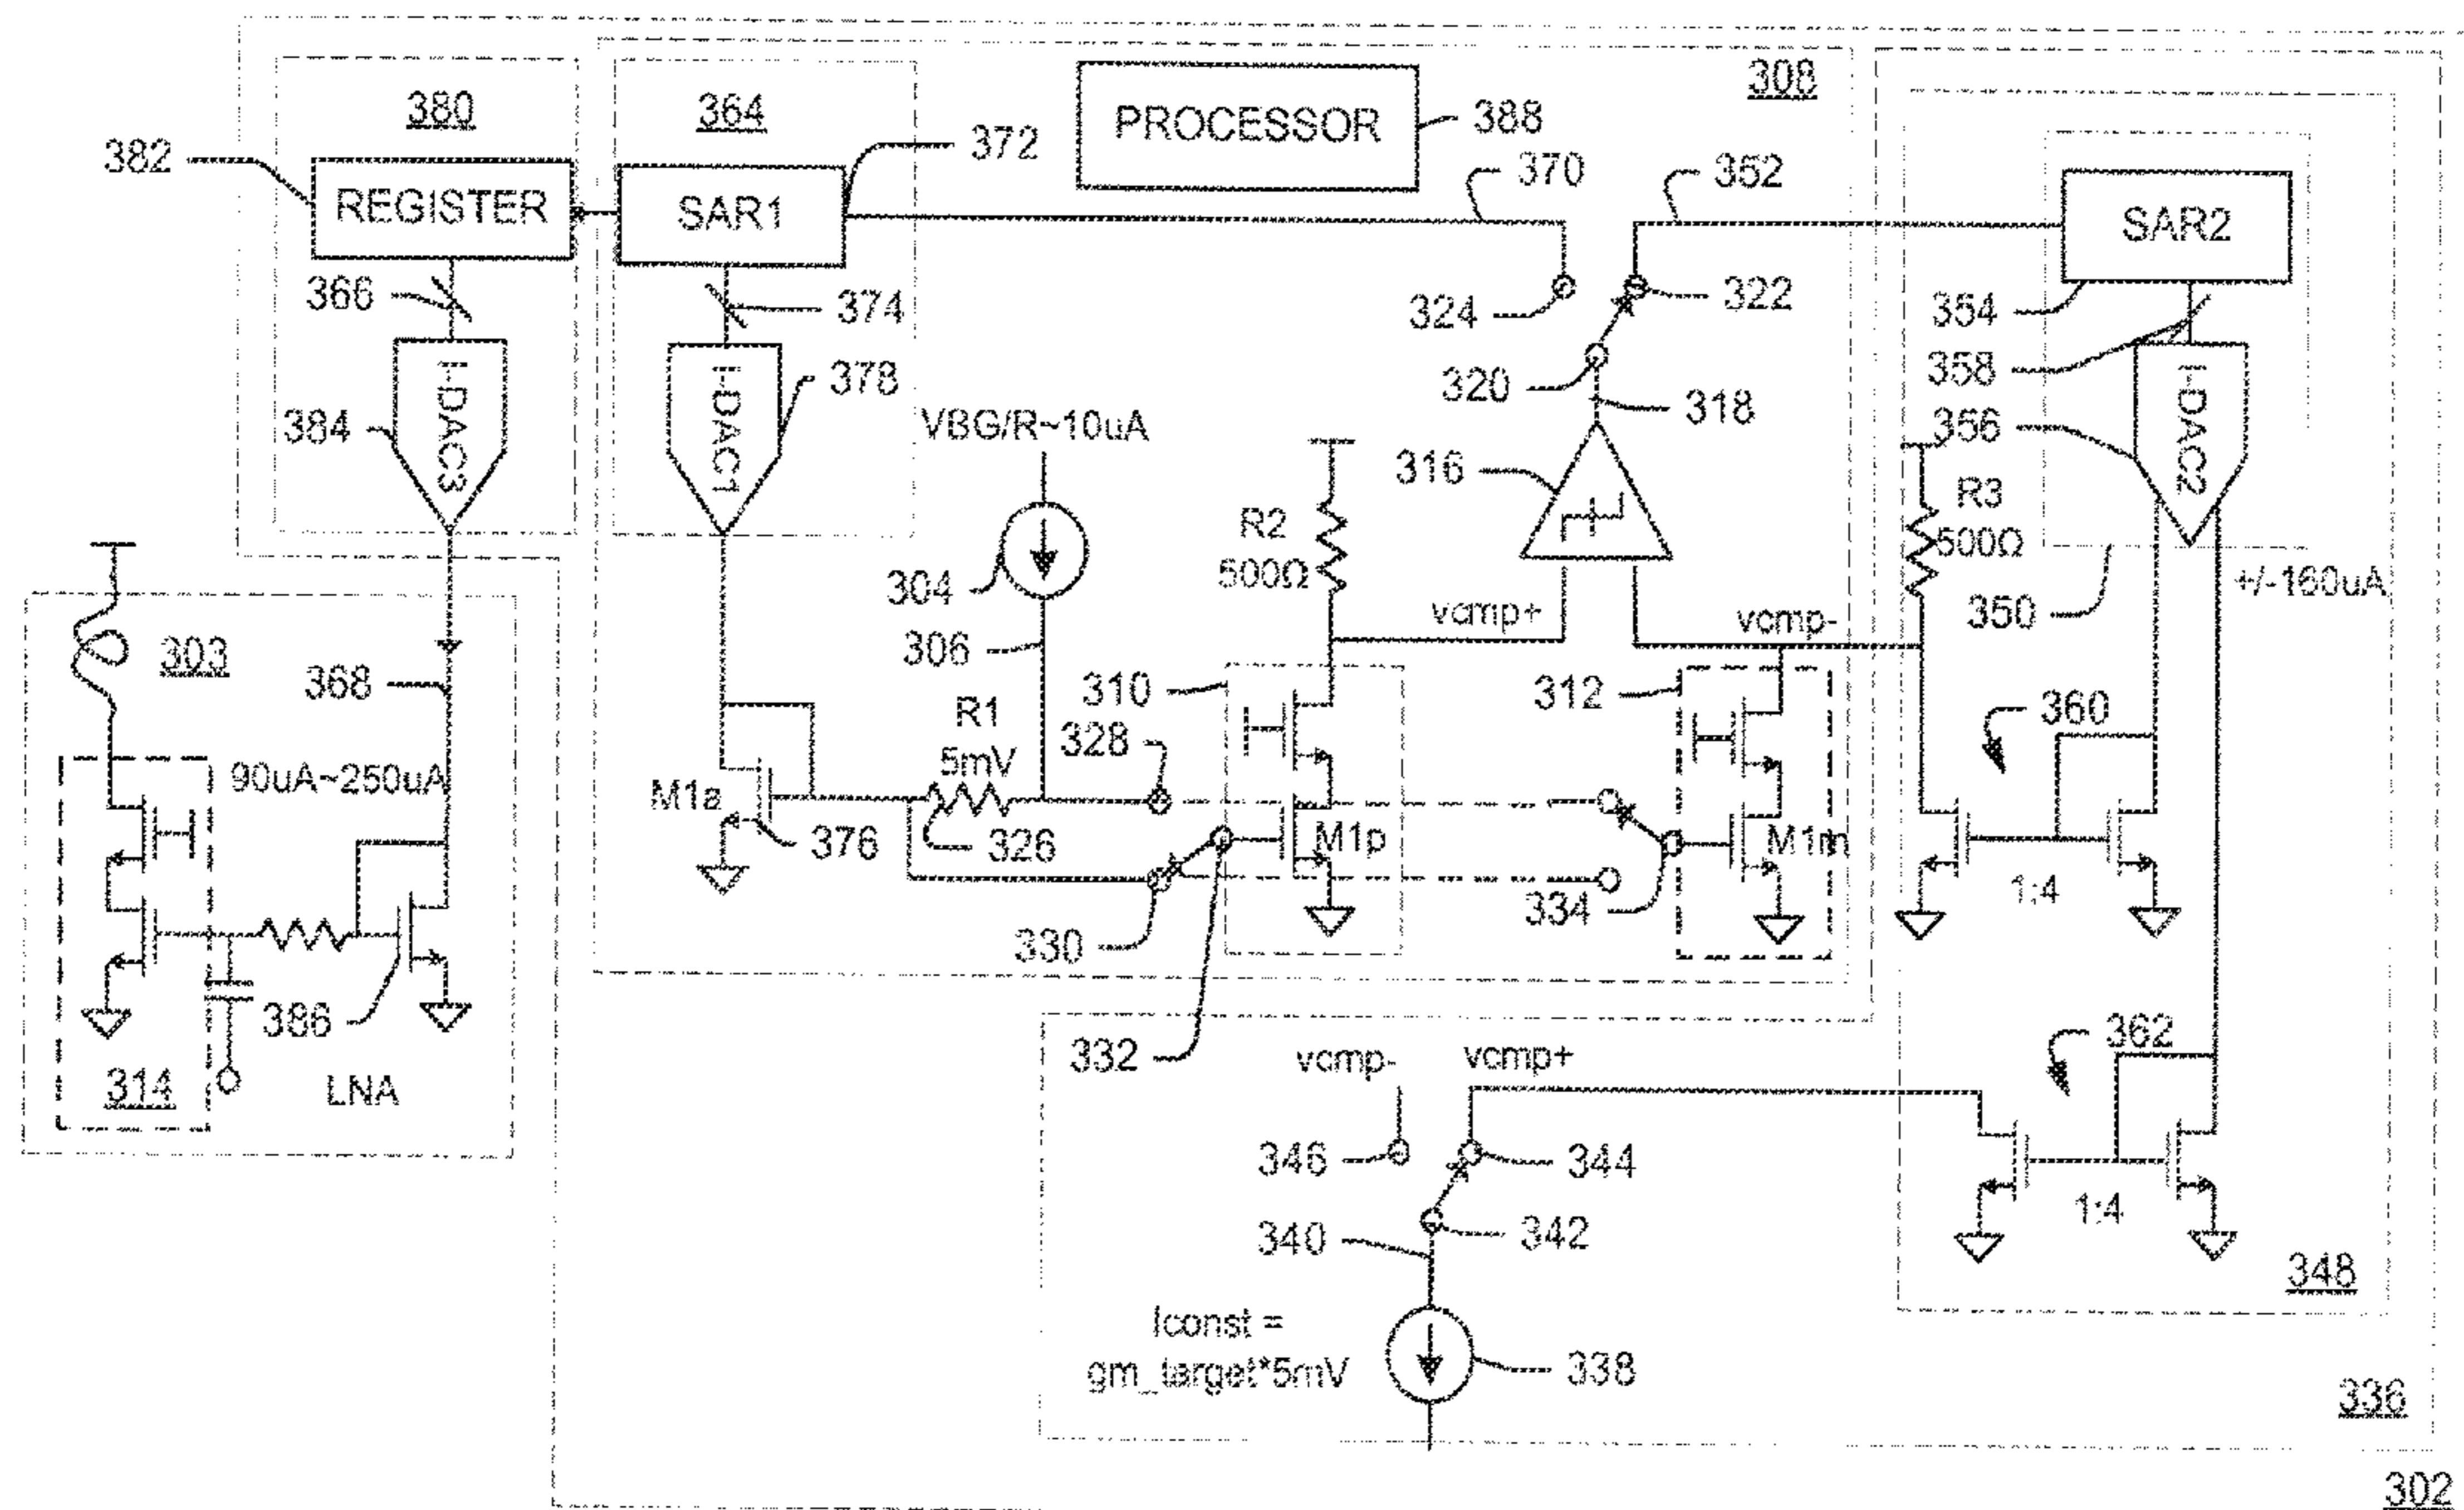 308
380
364
PROCESSOR
388
382
REGISTER
SAR1
372
370
352
SAR2
366
374
324
322
354
I-DAC3
I-DAC1
378
320
318
358
I-DAC2
356
384
VBG/R~10uA
316
R2
500Ω
R3
500Ω
304
+/-160uA
350
303
368
306
vcmp+
vcmp-
310
312
R1
5mV
328
360
90uA~250uA
M1a
376
326
M1p
M1m
330
334
1:4
386
332
vcmp-
vcmp+
362
314
LNA
346
344
340
342
1:4
348
Iconst =
gm_target*5mV
338
336
302